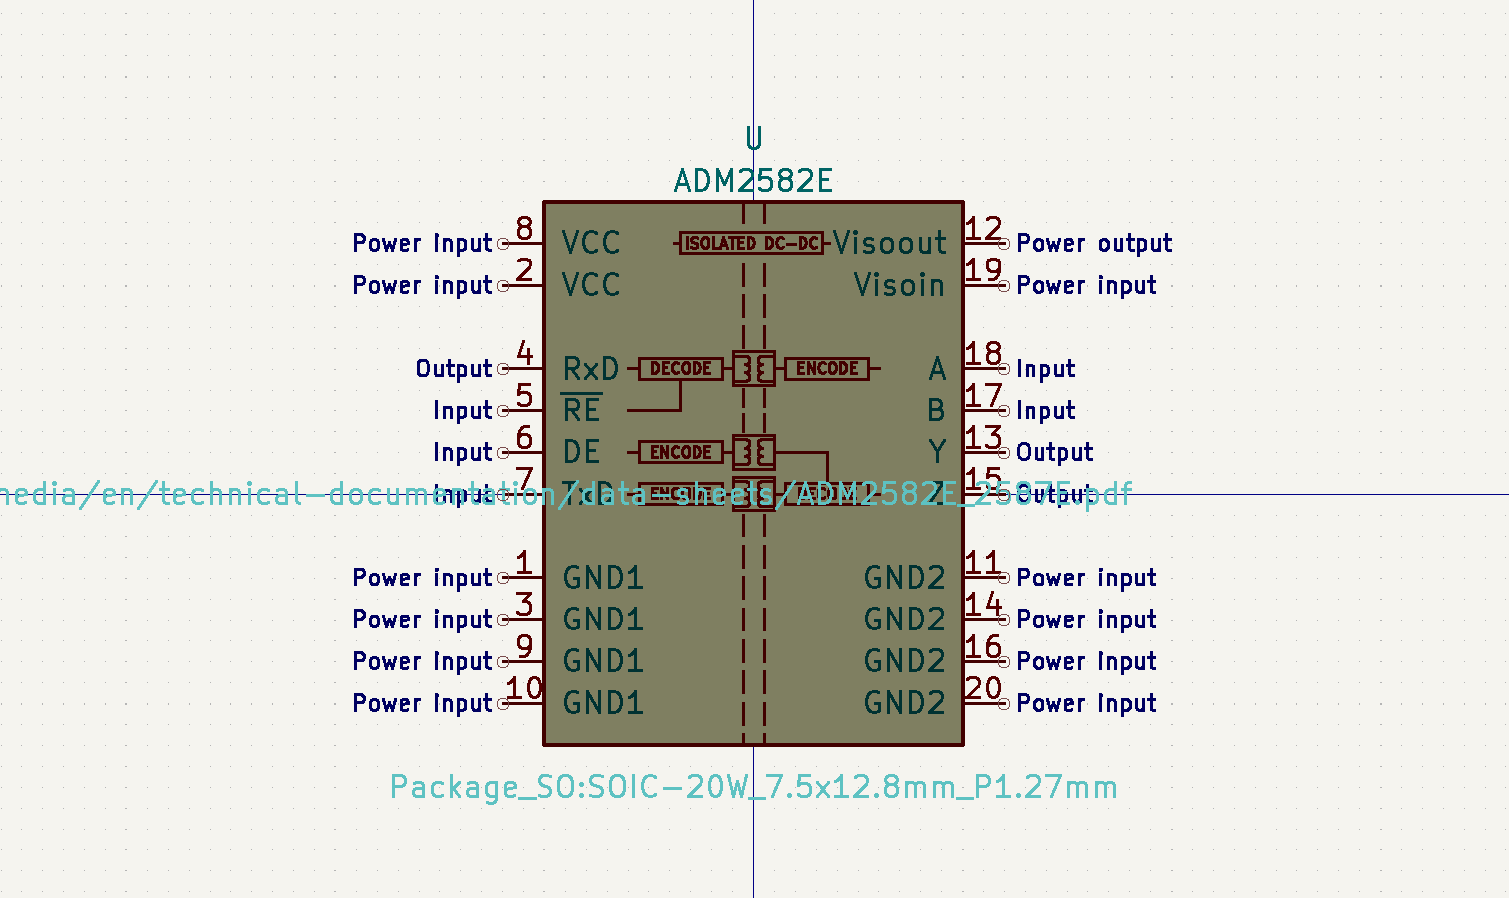 U
ADM2582E
Power input 8 VCC ISOLATED DC-DC Visoout 12 Power output
Power input 2 VCC Visoin 19 Power input
Output 4 RxD DECODE ENCODE A 18 Input
Input 5 RE B 17 Input
Input 6 DE ENCODE Y 13 Output
Input 7 TxD ENCODE Z 15 Output
media/en/technical-documentation/data-sheets/ADM2582E_2587E.pdf
Power input 1 GND1 GND2 11 Power input
Power input 3 GND1 GND2 14 Power input
Power input 9 GND1 GND2 16 Power input
Power input 10 GND1 GND2 20 Power input
Package_SO:SOIC-20W_7.5x12.8mm_P1.27mm